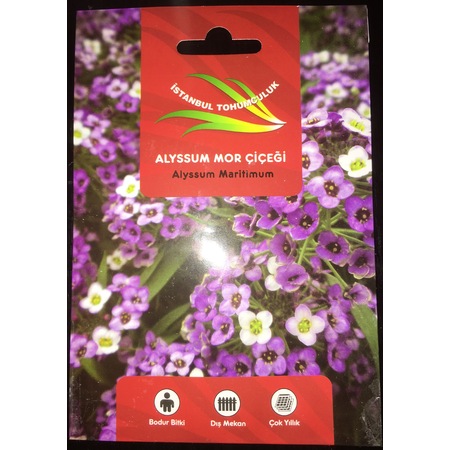 İSTANBUL TOHUMCULUK
ALYSSUM MOR ÇİÇEĞİ
Alyssum Maritimum
Bodur Bitki
Dış Mekan
Çok Yıllık